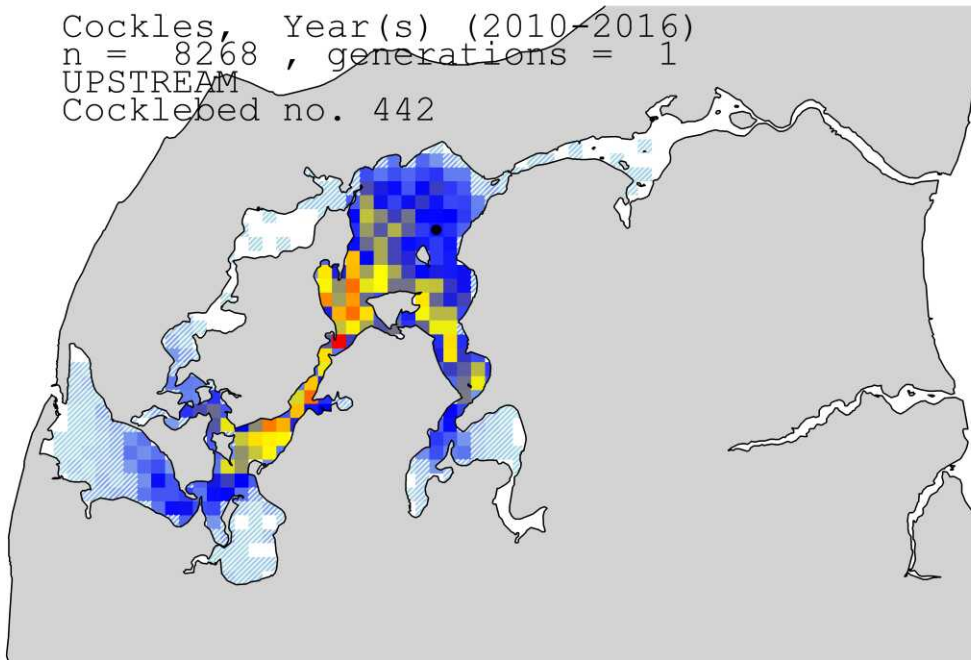 Cockles,  Year(s) (2010-2016)
n =  8268 , generations =  1
UPSTREAM
Cocklebed no. 442